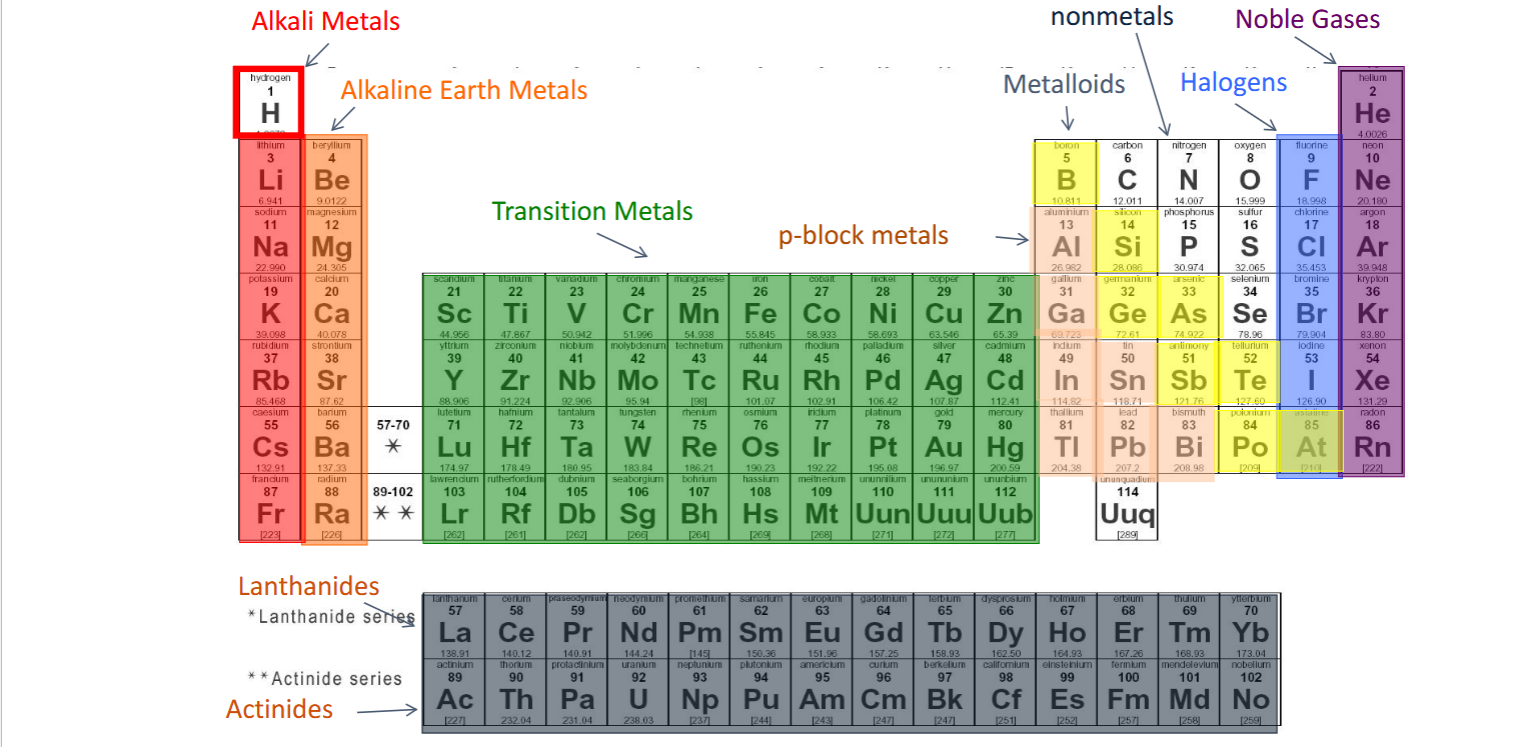 Alkali Metals
nonmetals
Noble Gases
Alkaline Earth Metals
Metalloids
Halogens
hydrogen helium
1 2
H He
4.0026
lithium beryllium boron carbon nitrogen oxygen fluorine neon
3 4 5 6 7 8 9 10
Li Be B C N O F Ne
6.941 9.0122 10.811 12.011 14.007 15.999 18.998 20.180
Transition Metals
p-block metals
sodium magnesium aluminium silicon phosphorus sulfur chlorine argon
11 12 13 14 15 16 17 18
Na Mg Al Si P S Cl Ar
22.990 24.305 26.982 28.086 30.974 32.065 35.453 39.948
potassium calcium scandium titanium vanadium chromium manganese iron cobalt nickel copper zinc gallium germanium arsenic selenium bromine krypton
19 20 21 22 23 24 25 26 27 28 29 30 31 32 33 34 35 36
K Ca Sc Ti V Cr Mn Fe Co Ni Cu Zn Ga Ge As Se Br Kr
39.098 40.078 44.956 47.867 50.942 51.996 54.938 55.845 58.933 58.693 63.546 65.39 69.723 72.61 74.922 78.96 79.904 83.80
rubidium strontium yttrium zirconium niobium molybdenum technetium ruthenium rhodium palladium silver cadmium indium tin antimony tellurium iodine xenon
37 38 39 40 41 42 43 44 45 46 47 48 49 50 51 52 53 54
Rb Sr Y Zr Nb Mo Tc Ru Rh Pd Ag Cd In Sn Sb Te I Xe
85.468 87.62 88.906 91.224 92.906 95.94 [98] 101.07 102.91 106.42 107.87 112.41 114.82 118.71 121.76 127.60 126.90 131.29
caesium barium lutetium hafnium tantalum tungsten rhenium osmium iridium platinum gold mercury thallium lead bismuth polonium astatine radon
55 56 57-70 71 72 73 74 75 76 77 78 79 80 81 82 83 84 85 86
Cs Ba * Lu Hf Ta W Re Os Ir Pt Au Hg Tl Pb Bi Po At Rn
132.91 137.33 174.97 178.49 180.95 183.84 186.21 190.23 192.22 195.08 196.97 200.59 204.38 207.2 208.98 [209] [210] [222]
francium radium lawrencium rutherfordium dubnium seaborgium bohrium hassium meitnerium ununnilium unununium ununbium ununquadium
87 88 89-102 103 104 105 106 107 108 109 110 111 112 114
Fr Ra * * Lr Rf Db Sg Bh Hs Mt Uun Uuu Uub Uuq
[223] [226] [262] [261] [262] [266] [264] [269] [268] [271] [272] [277] [289]
Lanthanides
*Lanthanide series
lanthanum cerium praseodymium neodymium promethium samarium europium gadolinium terbium dysprosium holmium erbium thulium ytterbium
57 58 59 60 61 62 63 64 65 66 67 68 69 70
La Ce Pr Nd Pm Sm Eu Gd Tb Dy Ho Er Tm Yb
138.91 140.12 140.91 144.24 [145] 150.36 151.96 157.25 158.93 162.50 164.93 167.26 168.93 173.04
**Actinide series
Actinides
actinium thorium protactinium uranium neptunium plutonium americium curium berkelium californium einsteinium fermium mendelevium nobelium
89 90 91 92 93 94 95 96 97 98 99 100 101 102
Ac Th Pa U Np Pu Am Cm Bk Cf Es Fm Md No
[227] 232.04 231.04 238.03 [237] [244] [243] [247] [247] [251] [252] [257] [258] [259]